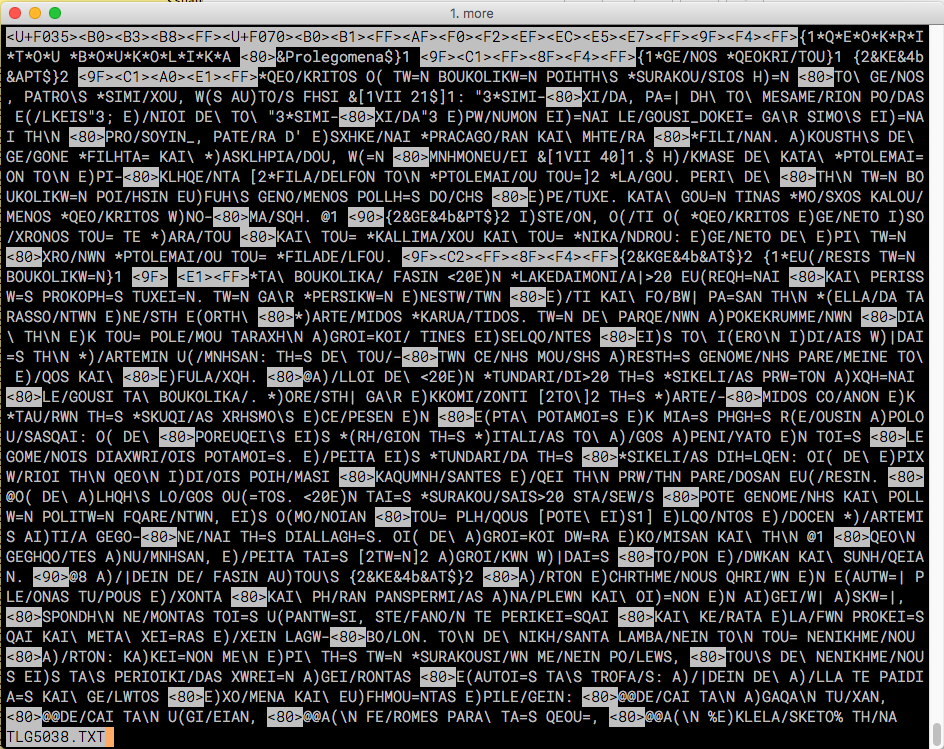 1. more
<U+F035><B0><B3><B8><FF><U+F070><B0><B1><FF><AF><F0><F2><EF><EC><E5><E7><FF><9F><F4><FF>{1*Q*E*O*K*R*I
*T*O*U *B*O*U*K*O*L*I*K*A <80>&Prolegomena$}1 <9F><C1><FF><8F><F4><FF>{1*GE/NOS *QEOKRI/TOU}1 {2&KE&4b
&APT$}2 <9F><C1><A0><E1><FF>*QEO/KRITOS O( TW=N BOUKOLIKW=N POIHTH\S *SURAKOU/SIOS H)=N <80>TO\ GE/NOS
, PATRO\S *SIMI/XOU, W(S AU)TO/S FHSI &[1VII 21$]1: "3*SIMI-<80>XI/DA, PA=| DH\ TO\ MESAME/RION PO/DAS
 E(/LKEIS"3; E)/NIOI DE\ TO\ "3*SIMI-<80>XI/DA"3 E)PW/NUMON EI)=NAI LE/GOUSI_DOKEI= GA\R SIMO\S EI)=NA
I TH\N <80>PRO/SOYIN_, PATE/RA D' E)SXHKE/NAI *PRACAGO/RAN KAI\ MHTE/RA <80>*FILI/NAN. A)KOUSTH\S DE\
GE/GONE *FILHTA= KAI\ *)ASKLHPIA/DOU, W(=N <80>MNHMONEU/EI &[1VII 40]1.$ H)/KMASE DE\ KATA\ *PTOLEMAI=
ON TO\N E)PI-<80>KLHQE/NTA [2*FILA/DELFON TO\N *PTOLEMAI/OU TOU=]2 *LA/GOU. PERI\ DE\ <80>TH\N TW=N BO
UKOLIKW=N POI/HSIN EU)FUH\S GENO/MENOS POLLH=S DO/CHS <80>E)PE/TUXE. KATA\ GOU=N TINAS *MO/SXOS KALOU/
MENOS *QEO/KRITOS W)NO-<80>MA/SQH. @1 <90>{2&GE&4b&PT$}2 I)STE/ON, O(/TI O( *QEO/KRITOS E)GE/NETO I)SO
/XRONOS TOU= TE *)ARA/TOU <80>KAI\ TOU= *KALLIMA/XOU KAI\ TOU= *NIKA/NDROU: E)GE/NETO DE\ E)PI\ TW=N
<80>XRO/NWN *PTOLEMAI/OU TOU= *FILADE/LFOU. <9F><C2><FF><8F><F4><FF>{2&KGE&4b&AT$}2 {1*EU(/RESIS TW=N
BOUKOLIKW=N}1 <9F> <E1><FF>*TA\ BOUKOLIKA/ FASIN <20E)N *LAKEDAIMONI/A|>20 EU(REQH=NAI <80>KAI\ PERISS
W=S PROKOPH=S TUXEI=N. TW=N GA\R *PERSIKW=N E)NESTW/TWN <80>E)/TI KAI\ FO/BW| PA=SAN TH\N *(ELLA/DA TA
RASSO/NTWN E)NE/STH E(ORTH\ <80>*)ARTE/MIDOS *KARUA/TIDOS. TW=N DE\ PARQE/NWN A)POKEKRUMME/NWN <80>DIA
\ TH\N E)K TOU= POLE/MOU TARAXH\N A)GROI=KOI/ TINES EI)SELQO/NTES <80>EI)S TO\ I(ERO\N I)DI/AIS W)|DAI
=S TH\N *)/ARTEMIN U(/MNHSAN: TH=S DE\ TOU/-<80>TWN CE/NHS MOU/SHS A)RESTH=S GENOME/NHS PARE/MEINE TO\
 E)/QOS KAI\ <80>E)FULA/XQH. <80>@A)/LLOI DE\ <20E)N *TUNDARI/DI>20 TH=S *SIKELI/AS PRW=TON A)XQH=NAI
<80>LE/GOUSI TA\ BOUKOLIKA/. *)ORE/STH| GA\R E)KKOMI/ZONTI [2TO\]2 TH=S *)ARTE/-<80>MIDOS CO/ANON E)K
*TAU/RWN TH=S *SKUQI/AS XRHSMO\S E)CE/PESEN E)N <80>E(PTA\ POTAMOI=S E)K MIA=S PHGH=S R(E/OUSIN A)POLO
U/SASQAI: O( DE\ <80>POREUQEI\S EI)S *(RH/GION TH=S *)ITALI/AS TO\ A)/GOS A)PENI/YATO E)N TOI=S <80>LE
GOME/NOIS DIAXWRI/OIS POTAMOI=S. E)/PEITA EI)S *TUNDARI/DA TH=S <80>*SIKELI/AS DIH=LQEN: OI( DE\ E)PIX
W/RIOI TH\N QEO\N I)DI/OIS POIH/MASI <80>KAQUMNH/SANTES E)/QEI TH\N PRW/THN PARE/DOSAN EU(/RESIN. <80>
@O( DE\ A)LHQH\S LO/GOS OU(=TOS. <20E)N TAI=S *SURAKOU/SAIS>20 STA/SEW/S <80>POTE GENOME/NHS KAI\ POLL
W=N POLITW=N FQARE/NTWN, EI)S O(MO/NOIAN <80>TOU= PLH/QOUS [POTE\ EI)S1] E)LQO/NTOS E)/DOCEN *)/ARTEMI
S AI)TI/A GEGO-<80>NE/NAI TH=S DIALLAGH=S. OI( DE\ A)GROI=KOI DW=RA E)KO/MISAN KAI\ TH\N @1 <80>QEO\N
GEGHQO/TES A)NU/MNHSAN, E)/PEITA TAI=S [2TW=N]2 A)GROI/KWN W)|DAI=S <80>TO/PON E)/DWKAN KAI\ SUNH/QEIA
N. <90>@8 A)/|DEIN DE/ FASIN AU)TOU\S {2&KE&4b&AT$}2 <80>A)/RTON E)CHRTHME/NOUS QHRI/WN E)N E(AUTW=| P
LE/ONAS TU/POUS E)/XONTA <80>KAI\ PH/RAN PANSPERMI/AS A)NA/PLEWN KAI\ OI)=NON E)N AI)GEI/W| A)SKW=|,
<80>SPONDH\N NE/MONTAS TOI=S U(PANTW=SI, STE/FANO/N TE PERIKEI=SQAI <80>KAI\ KE/RATA E)LA/FWN PROKEI=S
QAI KAI\ META\ XEI=RAS E)/XEIN LAGW-<80>BO/LON. TO\N DE\ NIKH/SANTA LAMBA/NEIN TO\N TOU= NENIKHME/NOU
<80>A)/RTON: KA)KEI=NON ME\N E)PI\ TH=S TW=N *SURAKOUSI/WN ME/NEIN PO/LEWS, <80>TOU\S DE\ NENIKHME/NOU
S EI)S TA\S PERIOIKI/DAS XWREI=N A)GEI/RONTAS <80>E(AUTOI=S TA\S TROFA/S: A)/|DEIN DE\ A)/LLA TE PAIDI
A=S KAI\ GE/LWTOS <80>E)XO/MENA KAI\ EU)FHMOU=NTAS E)PILE/GEIN: <80>@@DE/CAI TA\N A)GAQA\N TU/XAN,
<80>@@DE/CAI TA\N U(GI/EIAN, <80>@@A(\N FE/ROMES PARA\ TA=S QEOU=, <80>@@A(\N %E)KLELA/SKETO% TH/NA
TLG5038.TXT